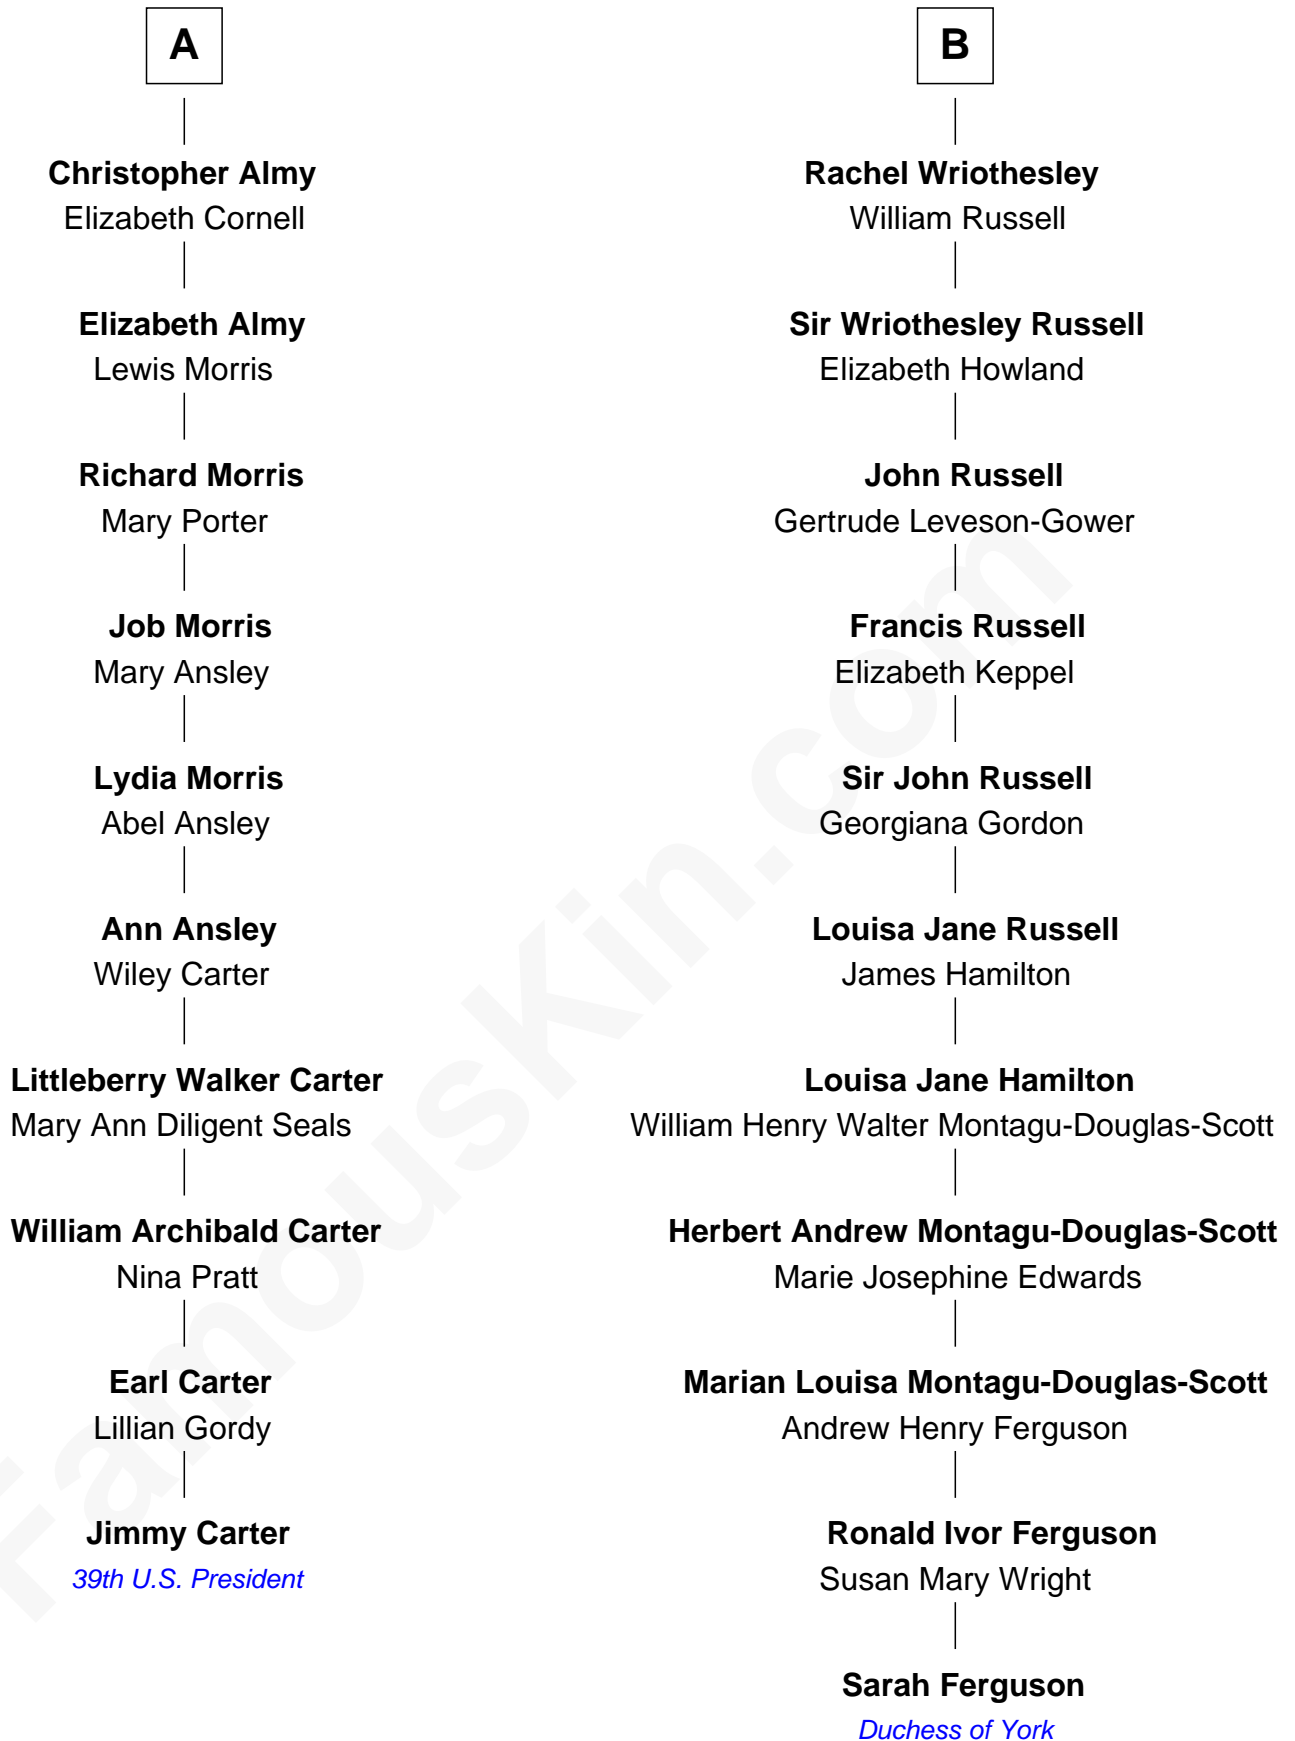 A
Christopher Almy
Elizabeth Cornell
Elizabeth Almy
Lewis Morris
Richard Morris
Mary Porter
Job Morris
Mary Ansley
Lydia Morris
Abel Ansley
Ann Ansley
Wiley Carter
Littleberry Walker Carter
Mary Ann Diligent Seals
William Archibald Carter
Nina Pratt
Earl Carter
Lillian Gordy
Jimmy Carter
39th U.S. President
B
Rachel Wriothesley
William Russell
Sir Wriothesley Russell
Elizabeth Howland
John Russell
Gertrude Leveson-Gower
Francis Russell
Elizabeth Keppel
Sir John Russell
Georgiana Gordon
Louisa Jane Russell
James Hamilton
Louisa Jane Hamilton
William Henry Walter Montagu-Douglas-Scott
Herbert Andrew Montagu-Douglas-Scott
Marie Josephine Edwards
Marian Louisa Montagu-Douglas-Scott
Andrew Henry Ferguson
Ronald Ivor Ferguson
Susan Mary Wright
Sarah Ferguson
Duchess of York
FamousKin.com